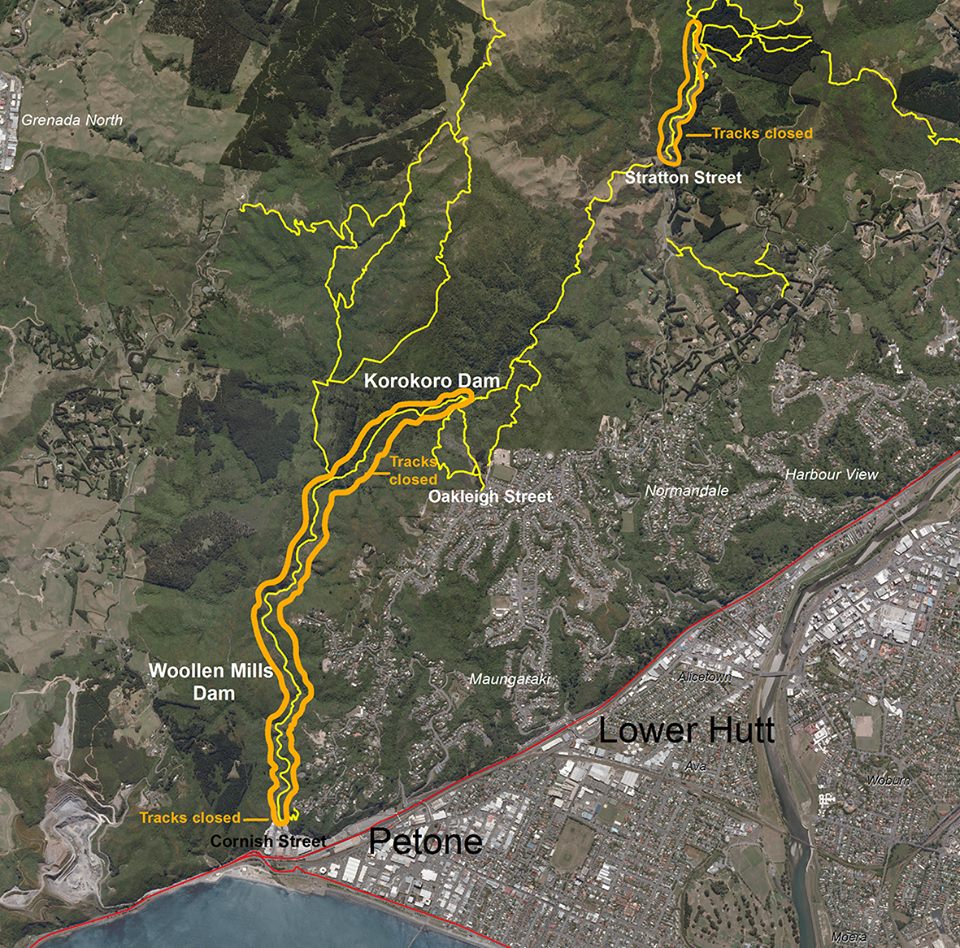 Grenada North
Tracks closed
Stratton Street
Korokoro Dam
Tracks
closed
Oakleigh Street
Normandale
Harbour View
Woollen Mills
Dam
Maungaraki
Alicetown
Lower Hutt
Ava
Woburn
Tracks closed
Cornish Street
Petone
Moera